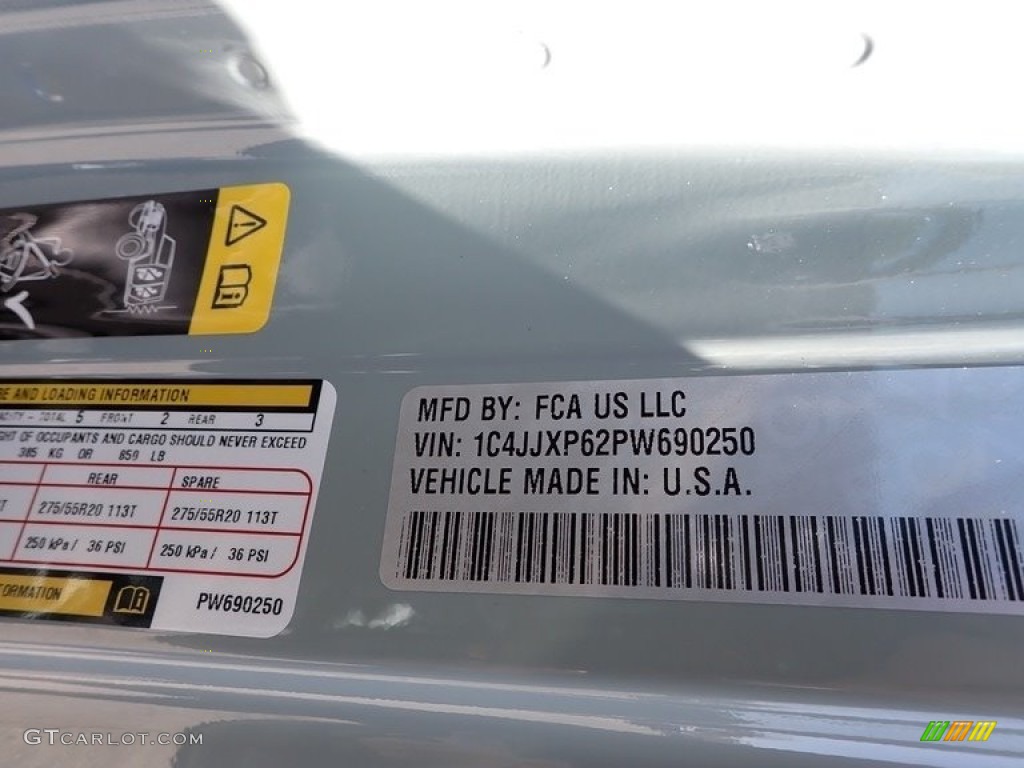 RE AND LOADING INFORMATION
ACITY - TOTAL 5 FRONT 2 REAR 3
GHT OF OCCUPANTS AND CARGO SHOULD NEVER EXCEED
385 KG OR 850 LB
REAR SPARE
T 275/55R20 113T 275/55R20 113T
250 kPa / 36 PSI 250 kPa / 36 PSI
FORMATION
PW690250
MFD BY: FCA US LLC
VIN: 1C4JJXP62PW690250
VEHICLE MADE IN: U.S.A.
GTCARLOT.COM